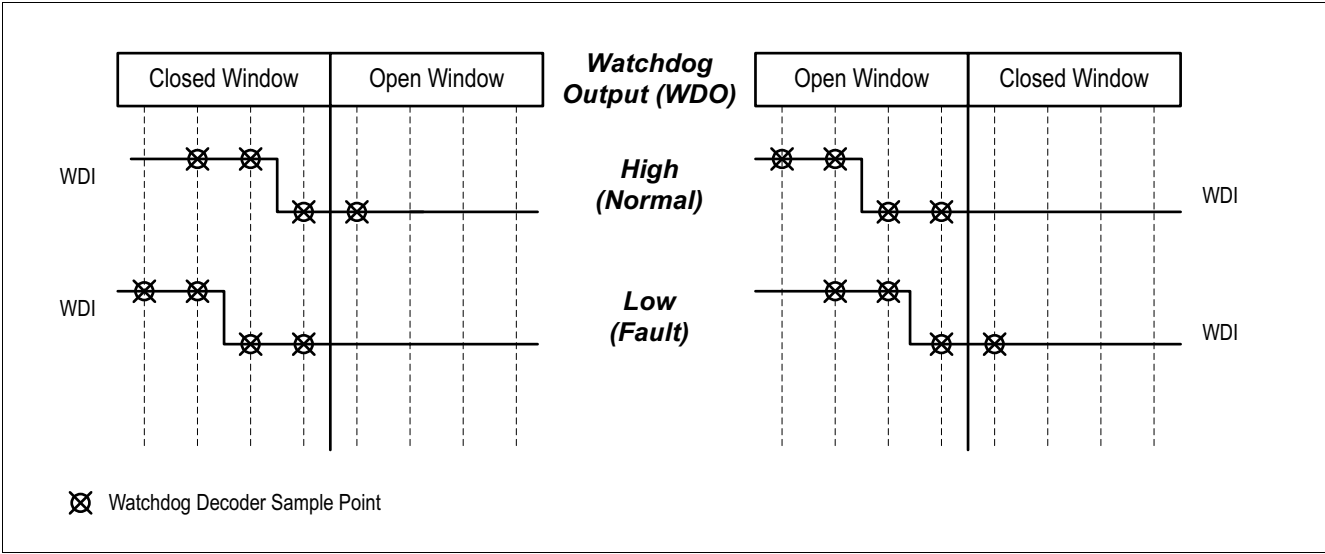 Closed Window
Open Window
Watchdog
Output (WDO)
Open Window
Closed Window
WDI
High
(Normal)
WDI
WDI
Low
(Fault)
WDI
Watchdog Decoder Sample Point